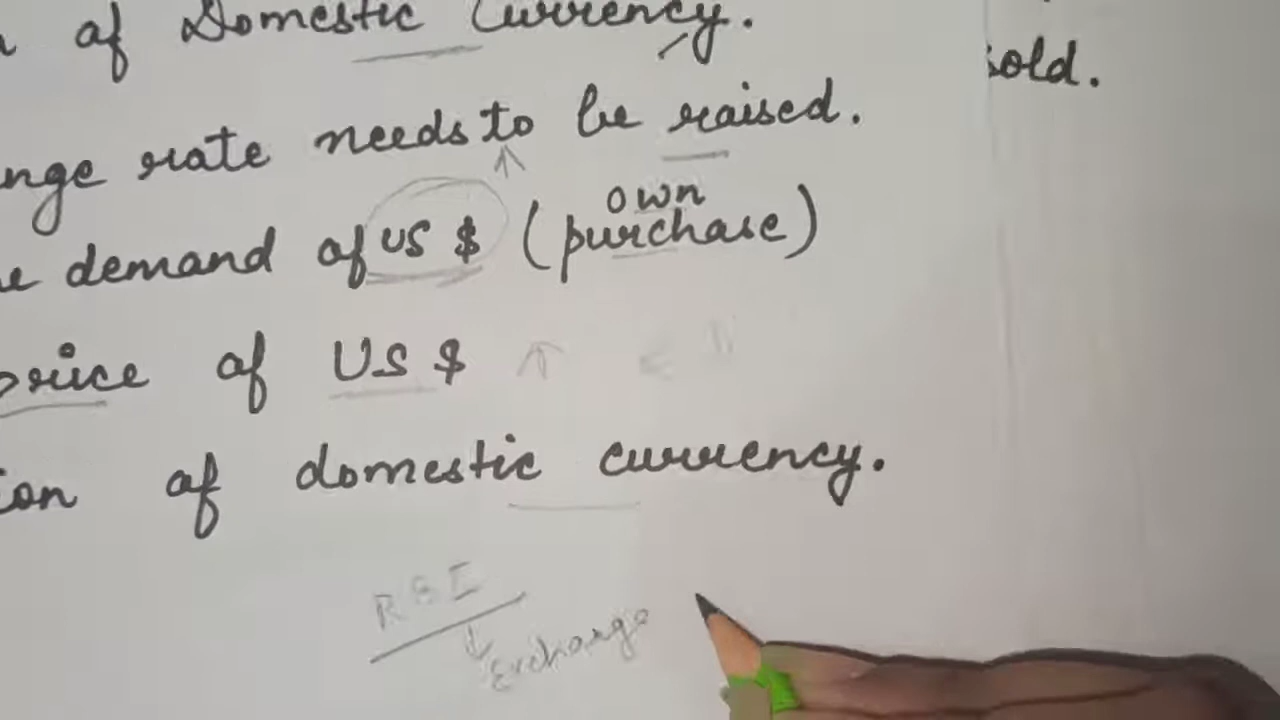 of Domestic Currency.
sold.
nge rate needs to be raised.
own
demand of US $ (purchase)
price of US $
ion of domestic currency.
RBI
Exchange